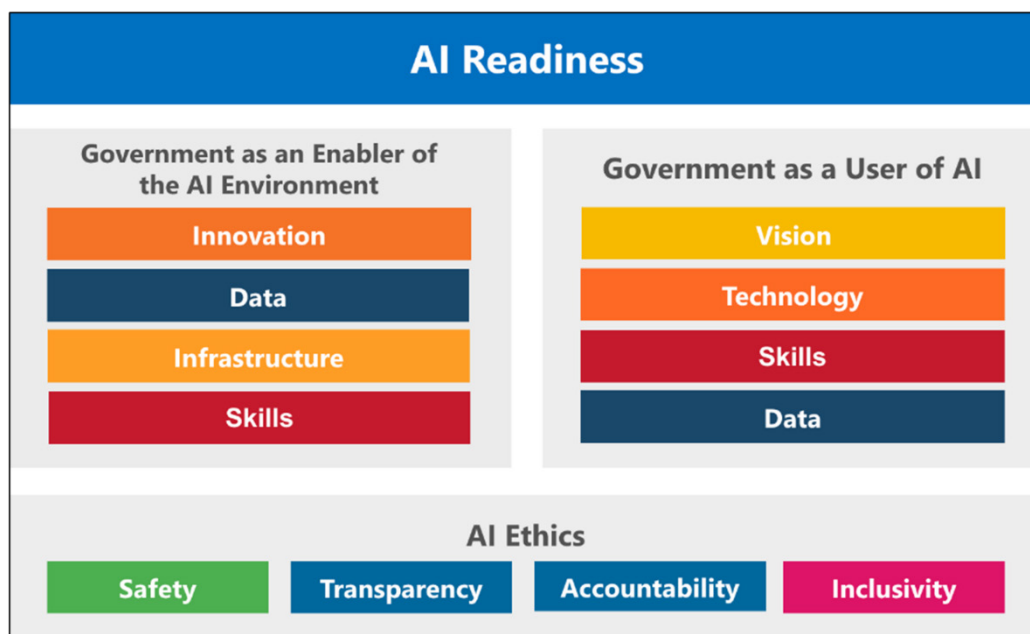 AI Readiness
Government as an Enabler of
the AI Environment
Innovation
Data
Infrastructure
Skills
Government as a User of AI
Vision
Technology
Skills
Data
AI Ethics
Safety
Transparency
Accountability
Inclusivity